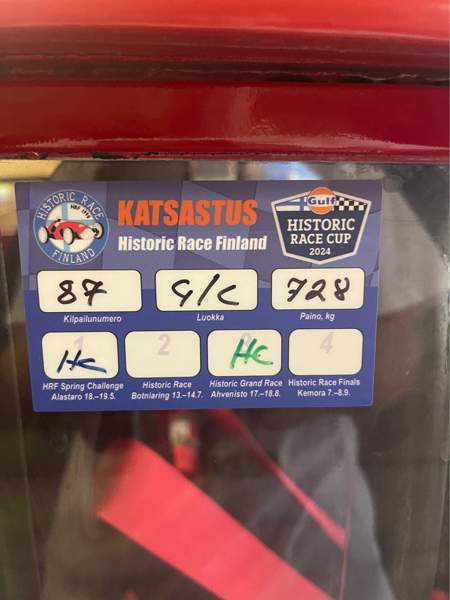 HISTORIC RACE
HRF
FINLAND
KATSASTUS
Historic Race Finland
Gulf
HISTORIC
RACE CUP
2024
87
G/C
728
Kilpailunumero
Luokka
Paino, kg
1
HC
2
3
HC
4
HRF Spring Challenge
Alastaro 18.–19.5.
Historic Race
Botniaring 13.–14.7.
Historic Grand Race
Ahvenisto 17.–18.8.
Historic Race Finals
Kemora 7.–8.9.